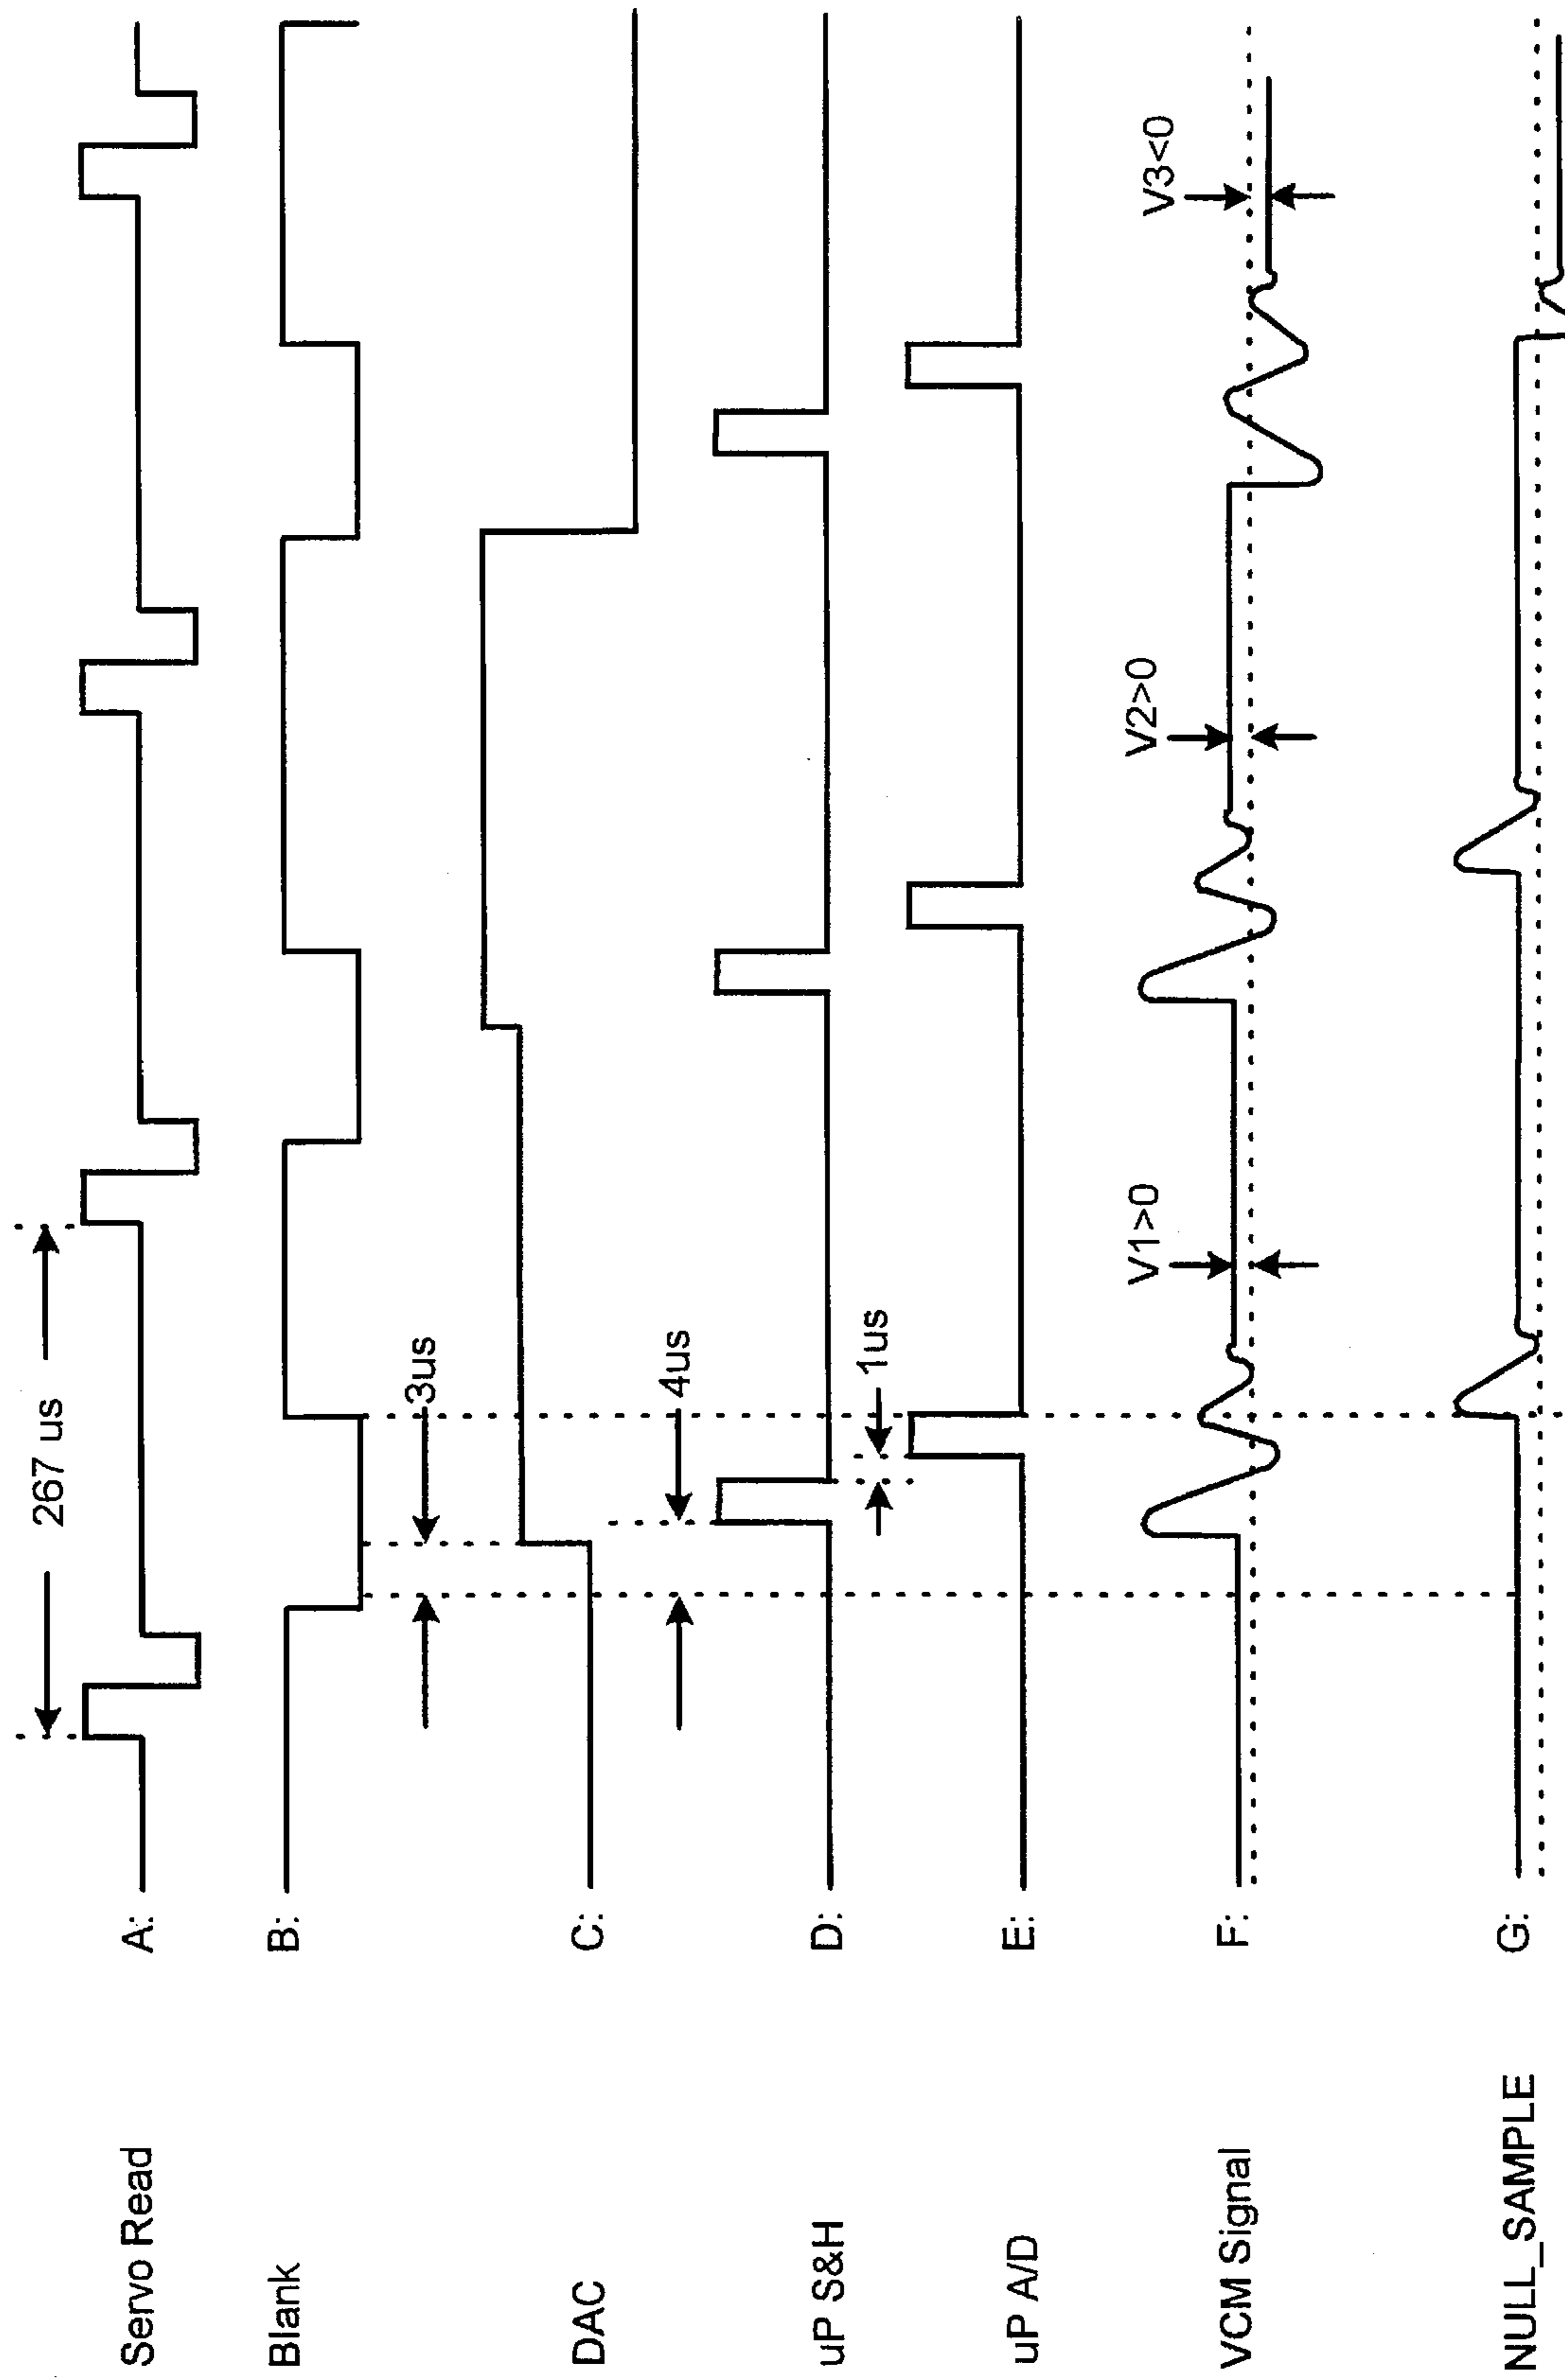 267 us
Servo Read A:
Blank B:
3us
DAC C:
4us
uP S&H D:
1us
uP A/D E:
V1>0 V2>0 V3<0
VCM Signal F:
NULL_SAMPLE G: